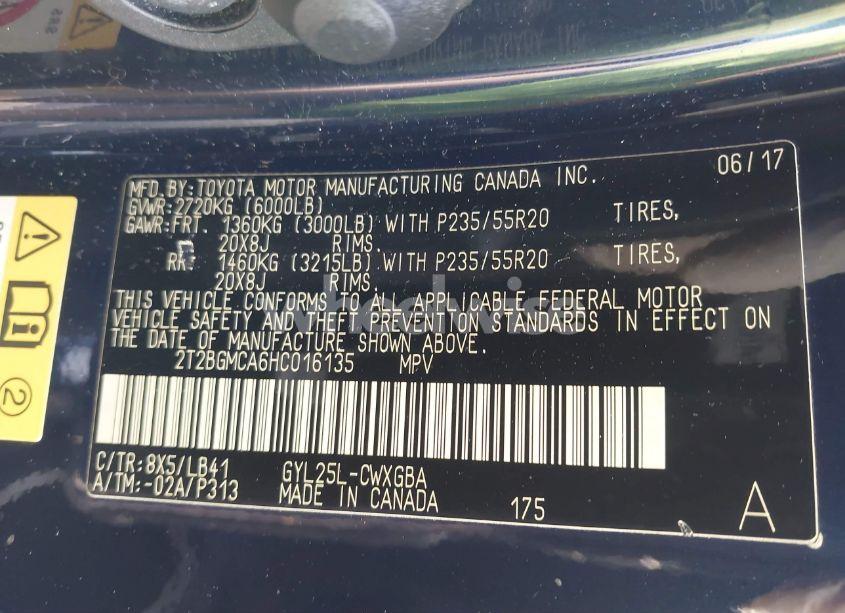 06/17
MFD. BY: TOYOTA MOTOR MANUFACTURING CANADA INC.
GVWR: 2720KG (6000LB)
GAWR: FRT. 1360KG (3000LB) WITH P235/55R20 TIRES,
20X8J RIMS.
RR: 1460KG (3215LB) WITH P235/55R20 TIRES,
20X8J RIMS.
THIS VEHICLE CONFORMS TO ALL APPLICABLE FEDERAL MOTOR
VEHICLE SAFETY AND THEFT PREVENTION STANDARDS IN EFFECT ON
THE DATE OF MANUFACTURE SHOWN ABOVE.
2T2BGMCA6HC016135 MPV
C/TR: 8X5/LB41 GYL25L-CWXGBA
A/TM: -02A/P313 MADE IN CANADA 175 A
2
SRS